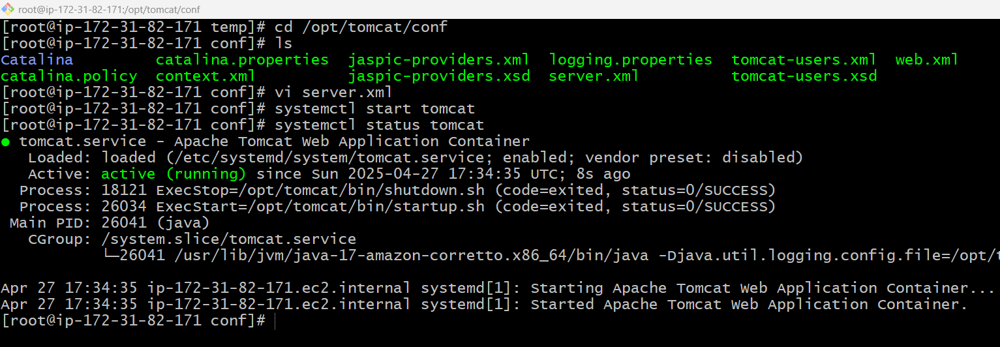 root@ip-172-31-82-171:/opt/tomcat/conf
[root@ip-172-31-82-171 temp]# cd /opt/tomcat/conf
[root@ip-172-31-82-171 conf]# ls
Catalina         catalina.properties  jaspic-providers.xml  logging.properties  tomcat-users.xml  web.xml
catalina.policy  context.xml          jaspic-providers.xsd  server.xml          tomcat-users.xsd
[root@ip-172-31-82-171 conf]# vi server.xml
[root@ip-172-31-82-171 conf]# systemctl start tomcat
[root@ip-172-31-82-171 conf]# systemctl status tomcat
● tomcat.service - Apache Tomcat Web Application Container
   Loaded: loaded (/etc/systemd/system/tomcat.service; enabled; vendor preset: disabled)
   Active: active (running) since Sun 2025-04-27 17:34:35 UTC; 8s ago
  Process: 18121 ExecStop=/opt/tomcat/bin/shutdown.sh (code=exited, status=0/SUCCESS)
  Process: 26034 ExecStart=/opt/tomcat/bin/startup.sh (code=exited, status=0/SUCCESS)
 Main PID: 26041 (java)
   CGroup: /system.slice/tomcat.service
           └─26041 /usr/lib/jvm/java-17-amazon-corretto.x86_64/bin/java -Djava.util.logging.config.file=/opt/t
Apr 27 17:34:35 ip-172-31-82-171.ec2.internal systemd[1]: Starting Apache Tomcat Web Application Container...
Apr 27 17:34:35 ip-172-31-82-171.ec2.internal systemd[1]: Started Apache Tomcat Web Application Container.
[root@ip-172-31-82-171 conf]#